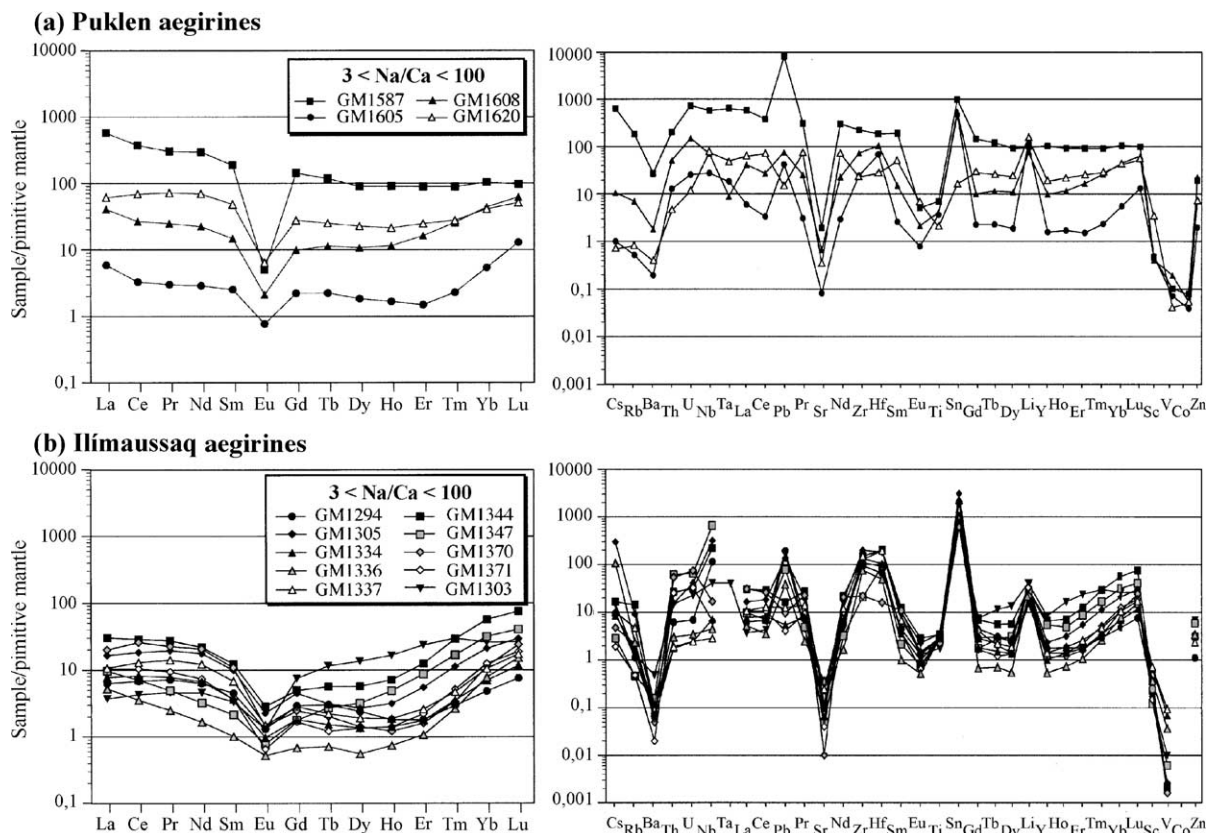 (a) Puklen aegirines
10000
1000
100
10
1
0,1
Sample/pimitive mantle
3 < Na/Ca < 100
GM1587 GM1608
GM1605 GM1620
La Ce Pr Nd Sm Eu Gd Tb Dy Ho Er Tm Yb Lu
10000
1000
100
10
1
0,1
0,01
0,001
Cs Rb Ba Th U Nb Ta La Ce Pb Pr Sr Nd Zr Hf Sm Eu Ti Sn Gd Tb Dy Li Y Ho Er Tm Yb Lu Sc V Co Zn
(b) Ilímaussaq aegirines
10000
1000
100
10
1
0,1
Sample/pimitive mantle
3 < Na/Ca < 100
GM1294 GM1344
GM1305 GM1347
GM1334 GM1370
GM1336 GM1371
GM1337 GM1303
La Ce Pr Nd Sm Eu Gd Tb Dy Ho Er Tm Yb Lu
10000
1000
100
10
1
0,1
0,01
0,001
Cs Rb Ba Th U Nb Ta La Ce Pb Pr Sr Nd Zr Hf Sm Eu Ti Sn Gd Tb Dy Li Y Ho Er Tm Yb Lu Sc V Co Zn